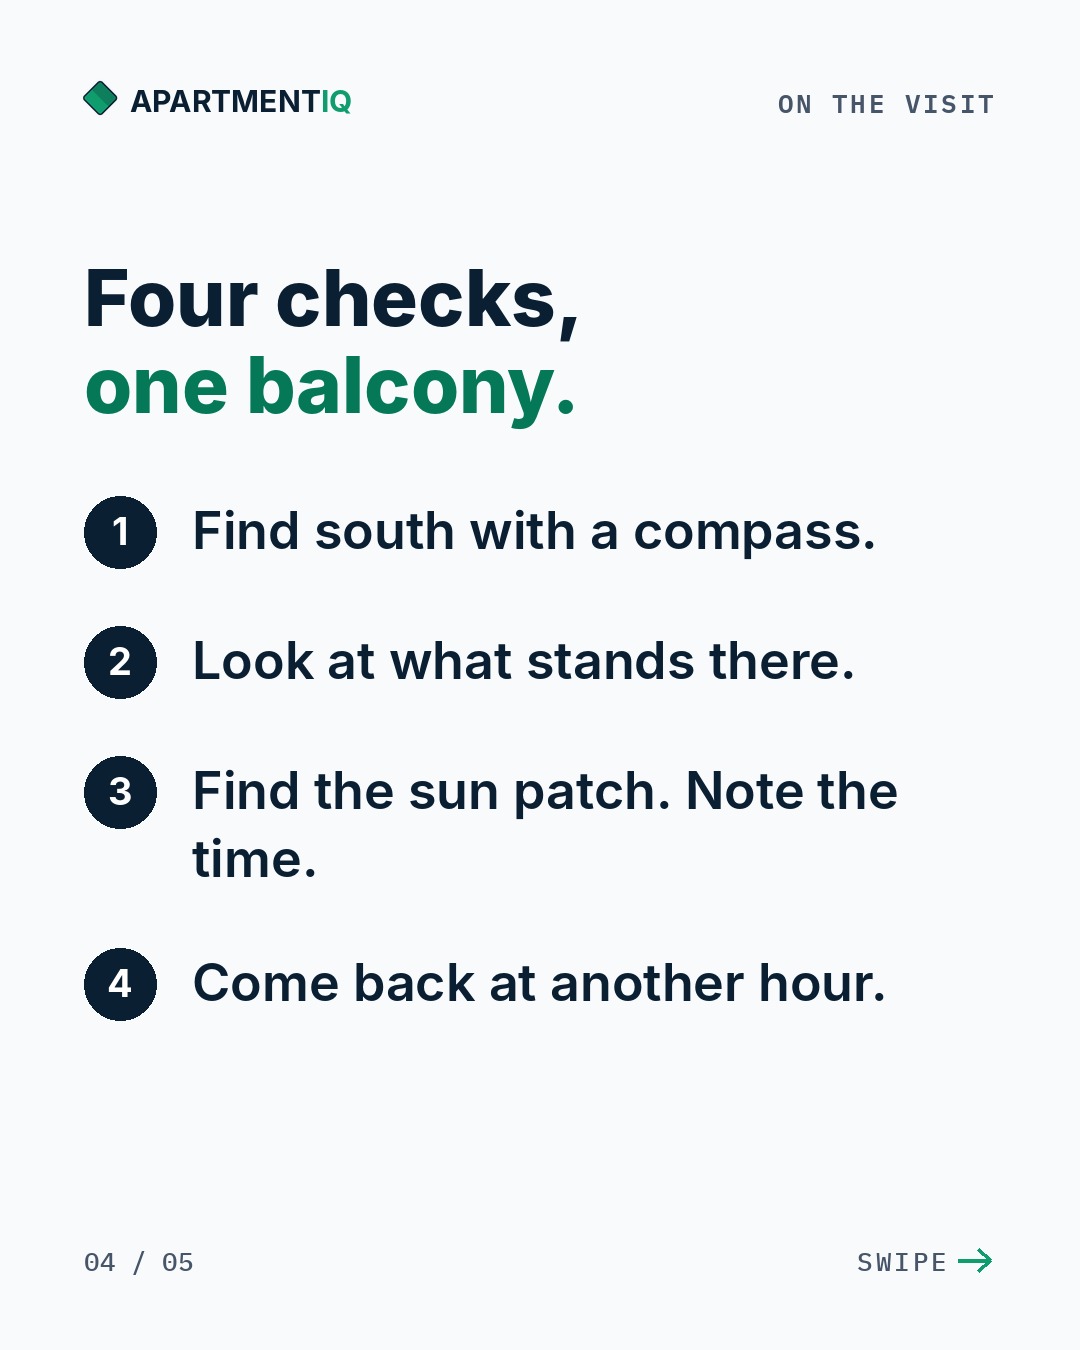 APARTMENTIQ
ON THE VISIT
Four checks,
one balcony.
1 Find south with a compass.
2 Look at what stands there.
3 Find the sun patch. Note the
time.
4 Come back at another hour.
04 / 05
SWIPE